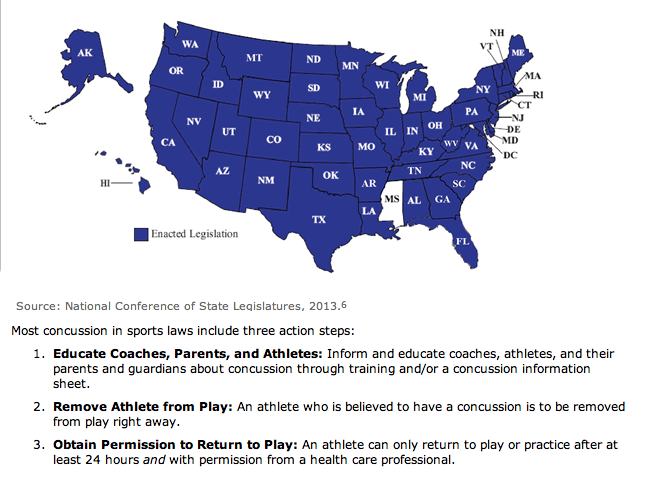 NH
VT
WA
AK
ME
MT
ND
MN
OR
MA
ID
SD
WI
NY
RI
WY
MI
CT
IA
PA
NJ
NV
NE
OH
DE
UT
CO
IL
IN
MD
CA
KS
MO
WV
VA
DC
KY
NC
AZ
OK
TN
HI
NM
AR
SC
MS
AL
GA
LA
TX
Enacted Legislation
FL
Source: National Conference of State Legislatures, 2013.6
Most concussion in sports laws include three action steps:
1. Educate Coaches, Parents, and Athletes: Inform and educate coaches, athletes, and their
parents and guardians about concussion through training and/or a concussion information
sheet.
2. Remove Athlete from Play: An athlete who is believed to have a concussion is to be removed
from play right away.
3. Obtain Permission to Return to Play: An athlete can only return to play or practice after at
least 24 hours and with permission from a health care professional.